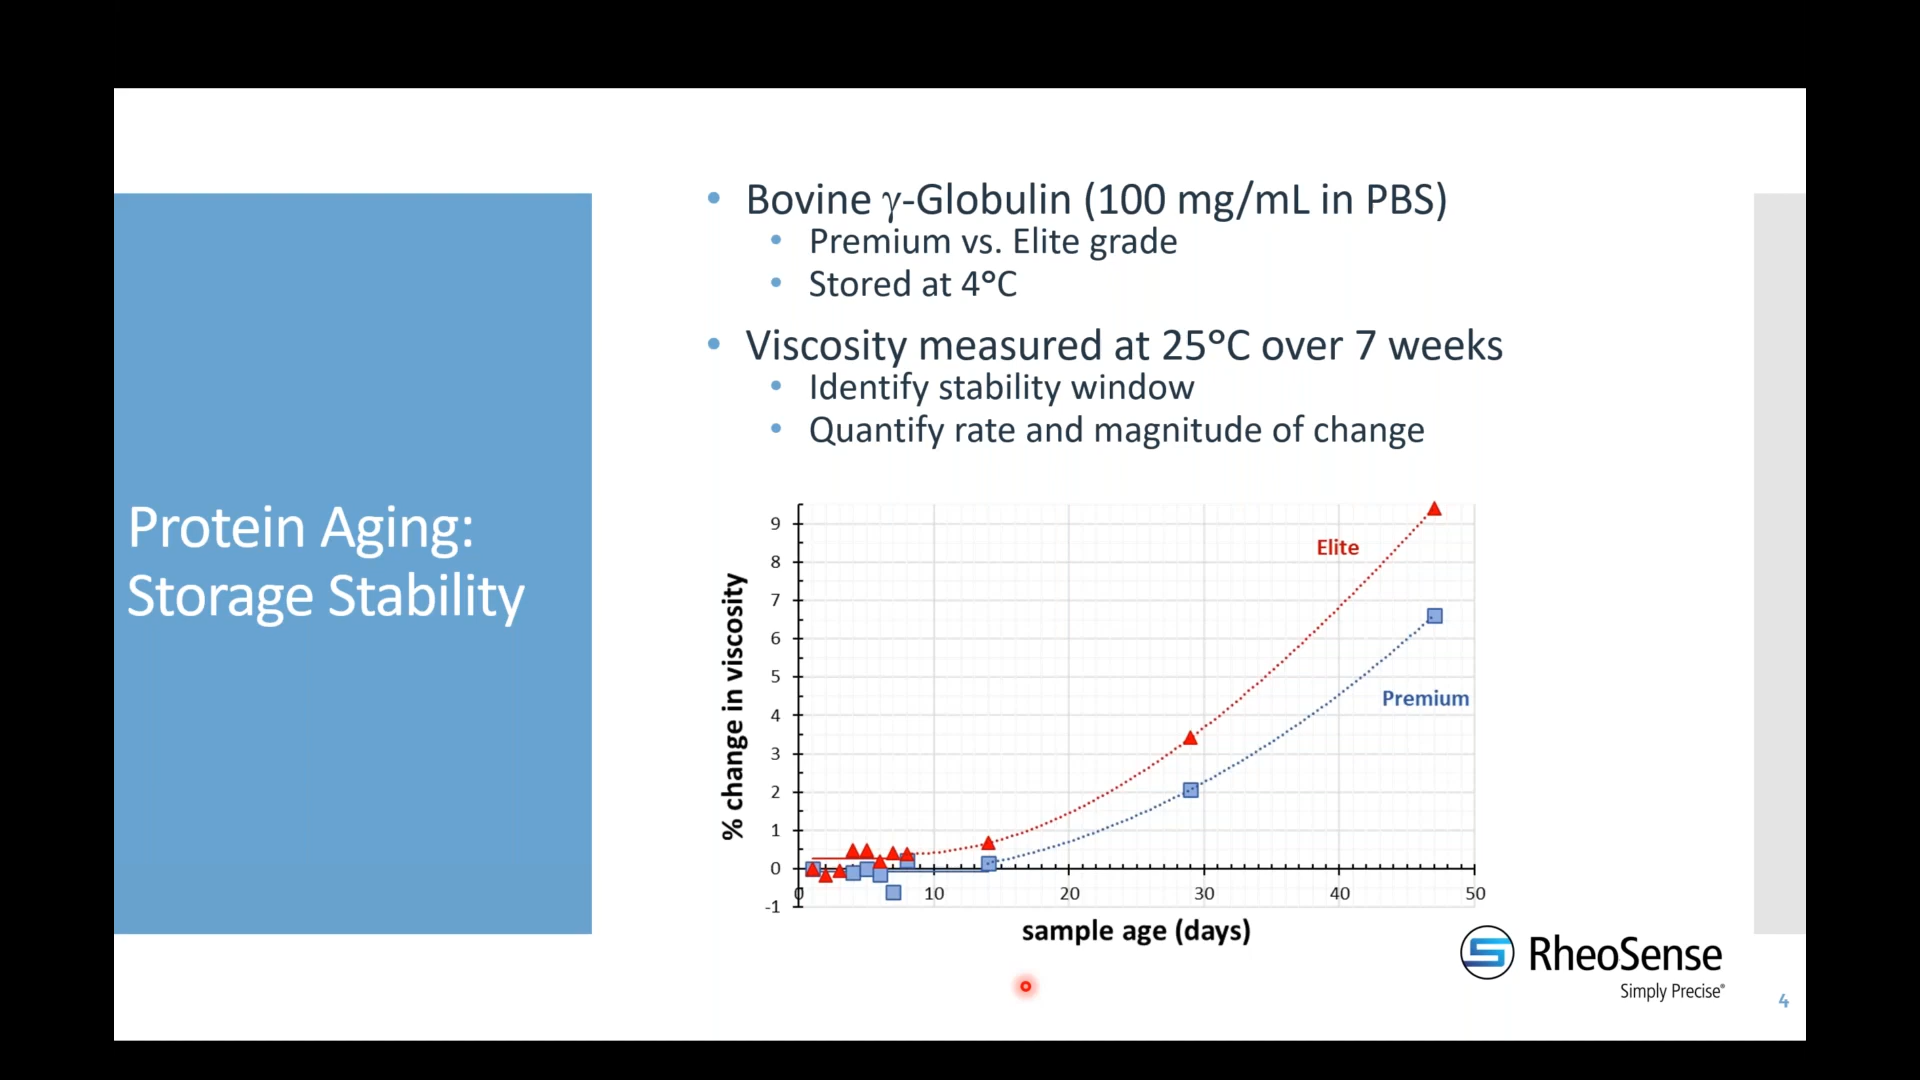 Protein Aging:
Storage Stability
• Bovine γ-Globulin (100 mg/mL in PBS)
• Premium vs. Elite grade
• Stored at 4°C
• Viscosity measured at 25°C over 7 weeks
• Identify stability window
• Quantify rate and magnitude of change
% change in viscosity
9
8
7
6
5
4
3
2
1
0
-1
Elite
Premium
0 10 20 30 40 50
sample age (days)
RheoSense
Simply Precise®
4